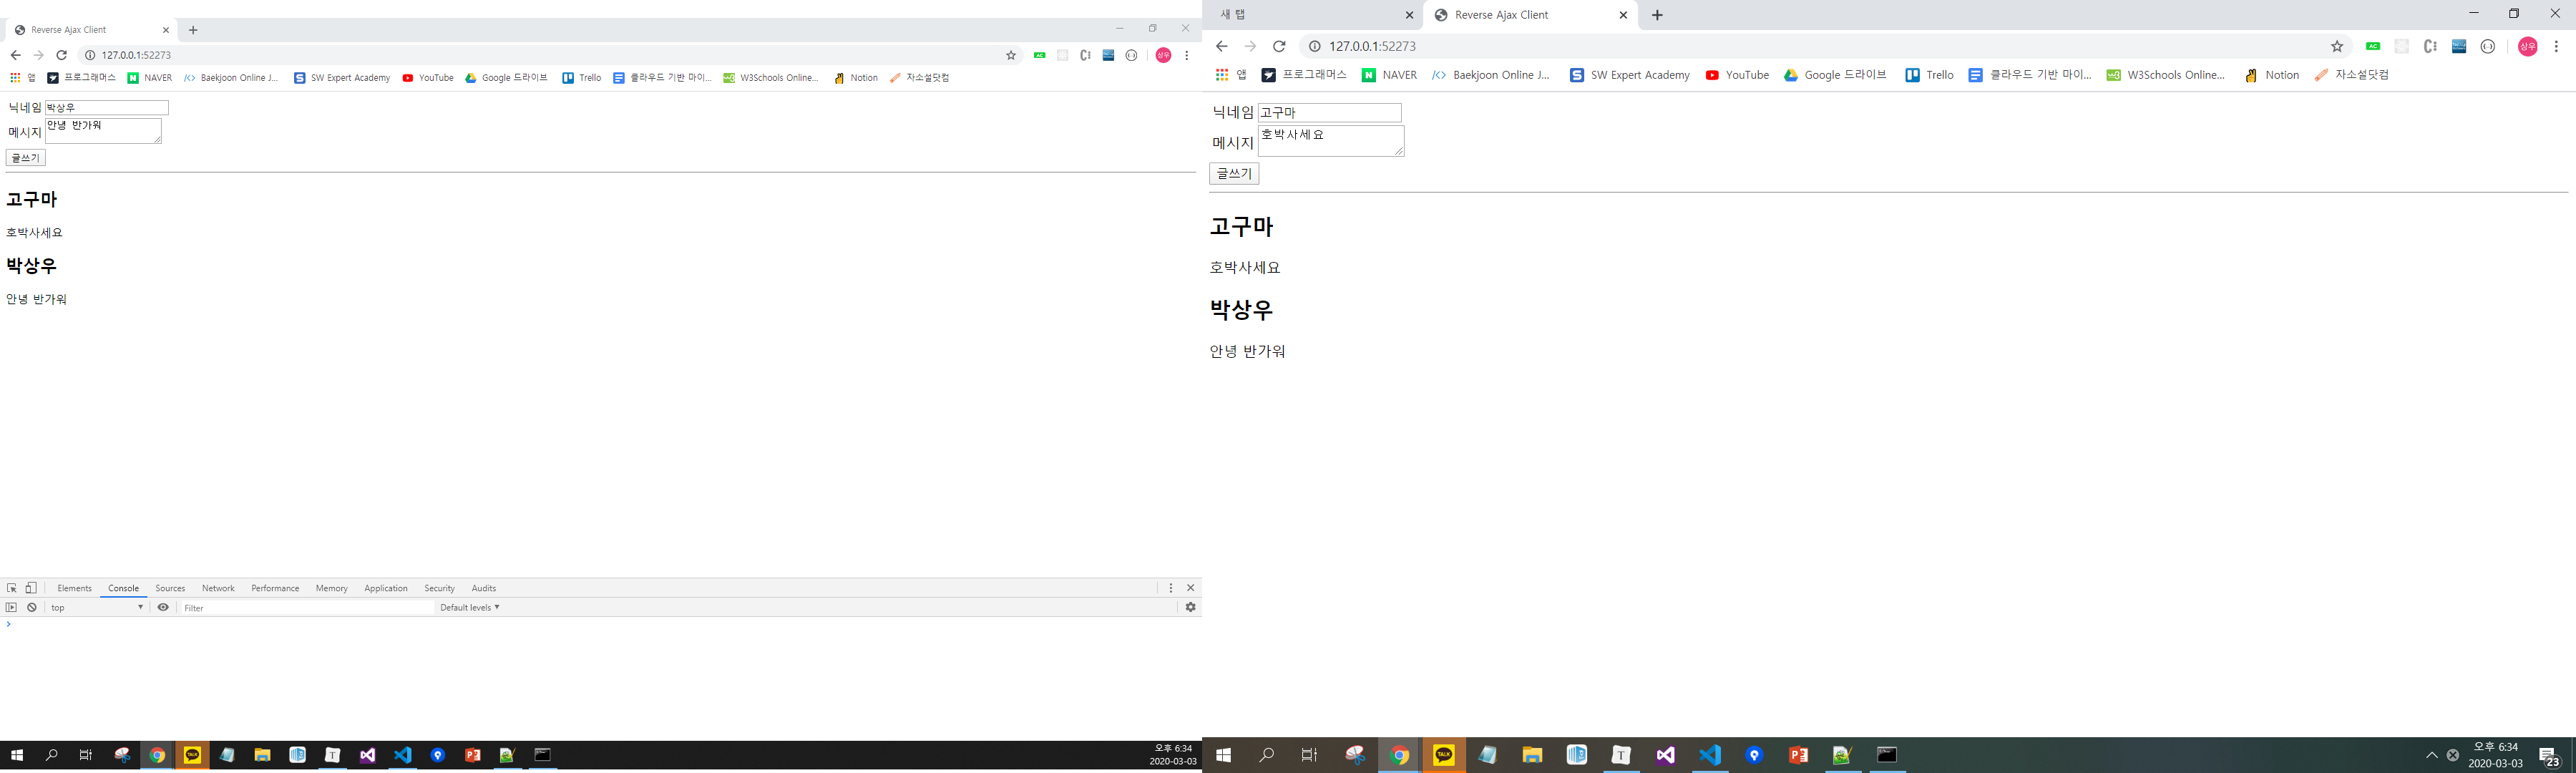 Reverse Ajax Client
127.0.0.1:52273
앱 프로그래머스 NAVER Baekjoon Online J... SW Expert Academy YouTube Google 드라이브 Trello 클라우드 기반 마이... W3Schools Online... Notion 자소설닷컴
닉네임 박상우
메시지 안녕 반가워
글쓰기
고구마
호박사세요
박상우
안녕 반가워
Elements Console Sources Network Performance Memory Application Security Audits
top Filter Default levels
오후 6:34
2020-03-03
새 탭 Reverse Ajax Client
127.0.0.1:52273
앱 프로그래머스 NAVER Baekjoon Online J... SW Expert Academy YouTube Google 드라이브 Trello 클라우드 기반 마이... W3Schools Online... Notion 자소설닷컴
닉네임 고구마
메시지 호박사세요
글쓰기
고구마
호박사세요
박상우
안녕 반가워
오후 6:34
2020-03-03
23